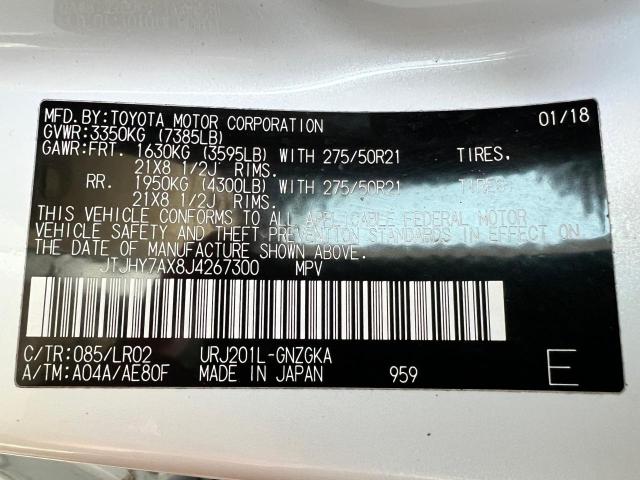 MFD.BY:TOYOTA MOTOR CORPORATION 01/18
GVWR:3350KG (7385LB)
GAWR:FRT. 1630KG (3595LB) WITH 275/50R21 TIRES.
21X8 1/2J RIMS.
RR. 1950KG (4300LB) WITH 275/50R21 TIRES.
21X8 1/2J RIMS.
THIS VEHICLE CONFORMS TO ALL APPLICABLE FEDERAL MOTOR
VEHICLE SAFETY AND THEFT PREVENTION STANDARDS IN EFFECT ON
THE DATE OF MANUFACTURE SHOWN ABOVE.
JTJHY7AX8J4267300 MPV
C/TR:085/LR02 URJ201L-GNZGKA
A/TM:A04A/AE80F MADE IN JAPAN 959 E